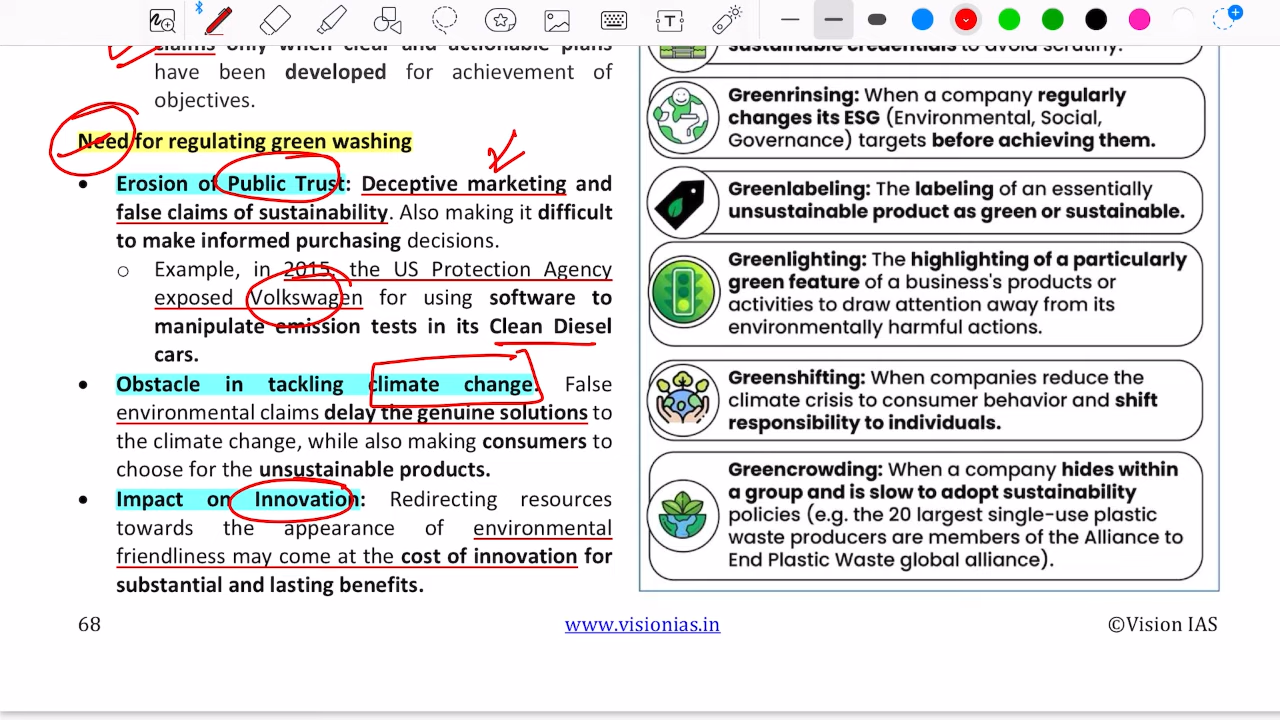 claims only when clear and actionable plans
have been developed for achievement of
objectives.
Need for regulating green washing
• Erosion of Public Trust: Deceptive marketing and
false claims of sustainability. Also making it difficult
to make informed purchasing decisions.
o Example, in 2015, the US Protection Agency
exposed Volkswagen for using software to
manipulate emission tests in its Clean Diesel
cars.
• Obstacle in tackling climate change: False
environmental claims delay the genuine solutions to
the climate change, while also making consumers to
choose for the unsustainable products.
• Impact on Innovation: Redirecting resources
towards the appearance of environmental
friendliness may come at the cost of innovation for
substantial and lasting benefits.
sustainable credentials to avoid scrutiny.
Greenrinsing: When a company regularly
changes its ESG (Environmental, Social,
Governance) targets before achieving them.
Greenlabeling: The labeling of an essentially
unsustainable product as green or sustainable.
Greenlighting: The highlighting of a particularly
green feature of a business's products or
activities to draw attention away from its
environmentally harmful actions.
Greenshifting: When companies reduce the
climate crisis to consumer behavior and shift
responsibility to individuals.
Greencrowding: When a company hides within
a group and is slow to adopt sustainability
policies (e.g. the 20 largest single-use plastic
waste producers are members of the Alliance to
End Plastic Waste global alliance).
68
www.visionias.in
©Vision IAS